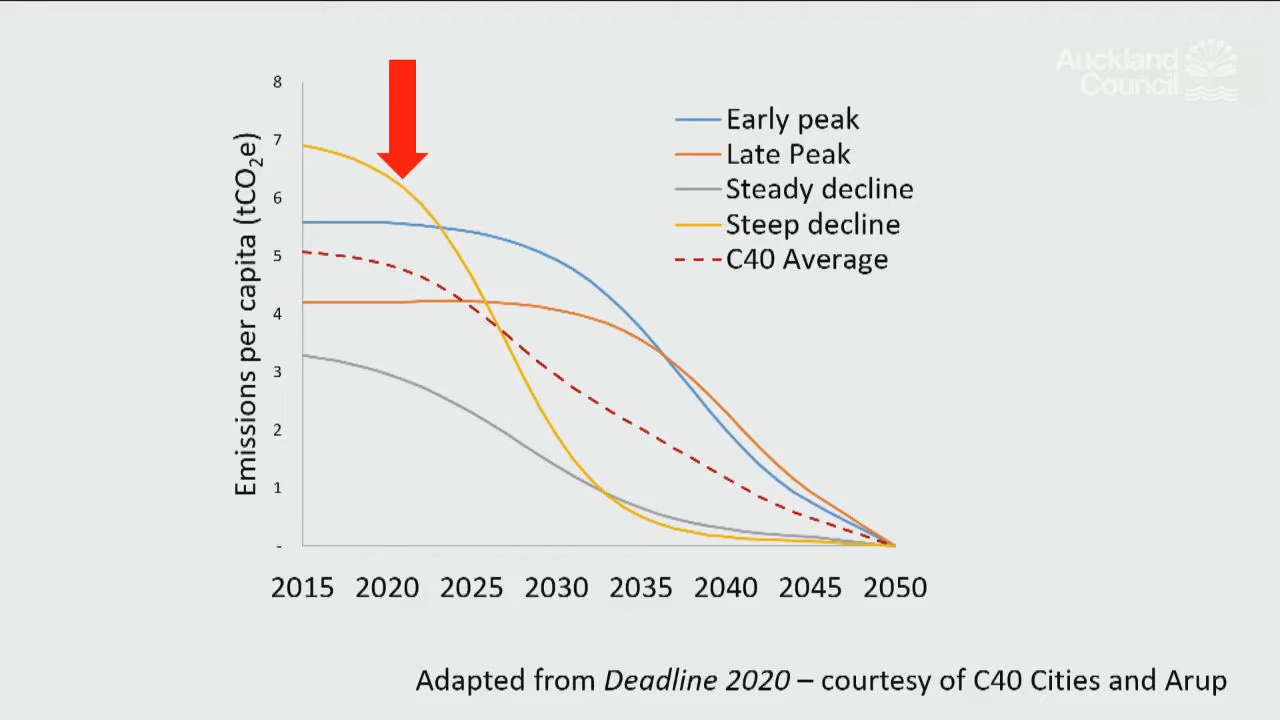 Auckland
Council
8
7
6
5
4
3
2
1
-
Emissions per capita (tCO₂e)
Early peak
Late Peak
Steady decline
Steep decline
C40 Average
2015 2020 2025 2030 2035 2040 2045 2050
Adapted from Deadline 2020 – courtesy of C40 Cities and Arup